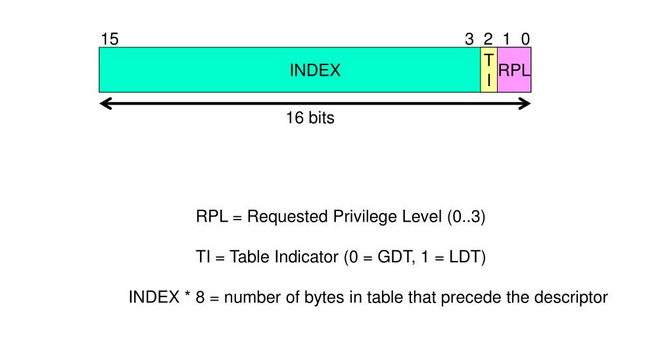 15 3 2 1 0
INDEX TI RPL
16 bits
RPL = Requested Privilege Level (0..3)
TI = Table Indicator (0 = GDT, 1 = LDT)
INDEX * 8 = number of bytes in table that precede the descriptor